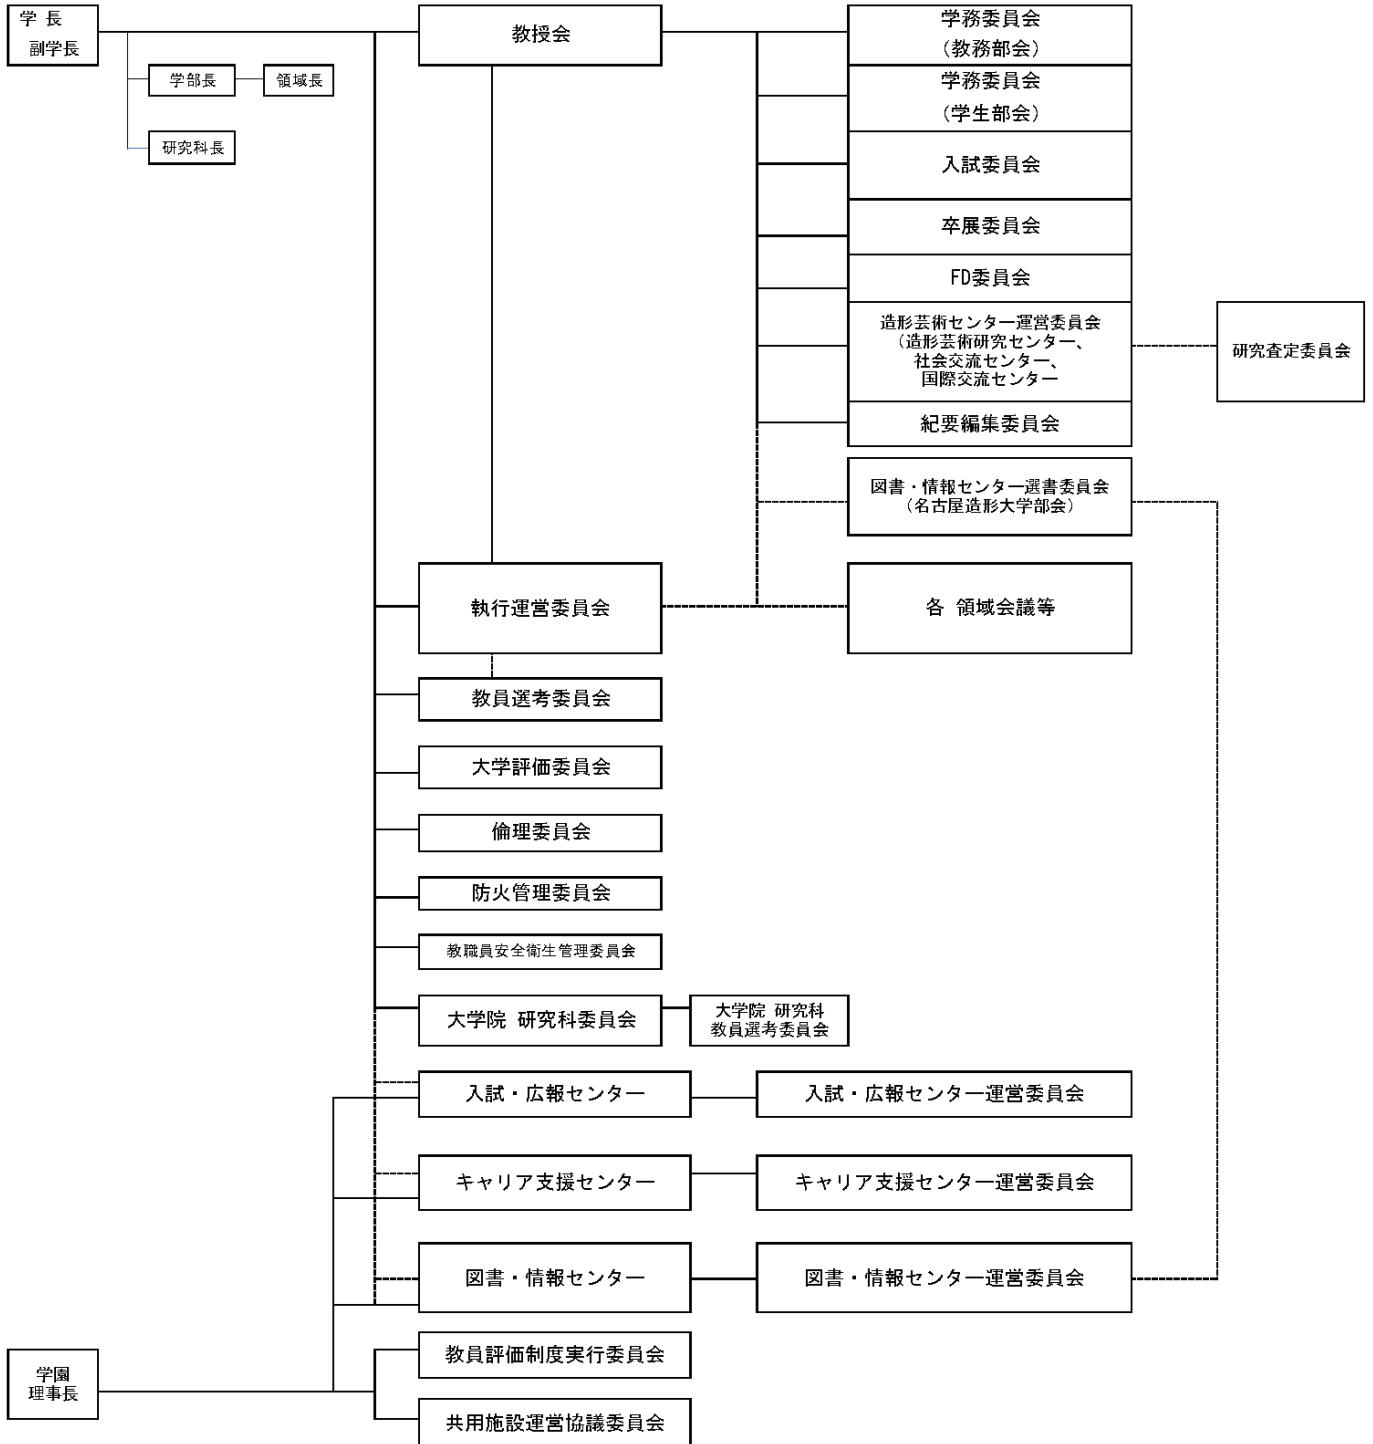 学 長
副学長
学部長
領域長
研究科長
教授会
学務委員会
（教務部会）
学務委員会
（学生部会）
入試委員会
卒展委員会
FD委員会
造形芸術センター運営委員会
（造形芸術研究センター、
社会交流センター、
国際交流センター
研究査定委員会
紀要編集委員会
図書・情報センター選書委員会
（名古屋造形大学部会）
執行運営委員会
各 領域会議等
教員選考委員会
大学評価委員会
倫理委員会
防火管理委員会
教職員安全衛生管理委員会
大学院 研究科委員会
大学院 研究科
教員選考委員会
入試・広報センター
入試・広報センター運営委員会
キャリア支援センター
キャリア支援センター運営委員会
図書・情報センター
図書・情報センター運営委員会
学園
理事長
教員評価制度実行委員会
共用施設運営協議委員会